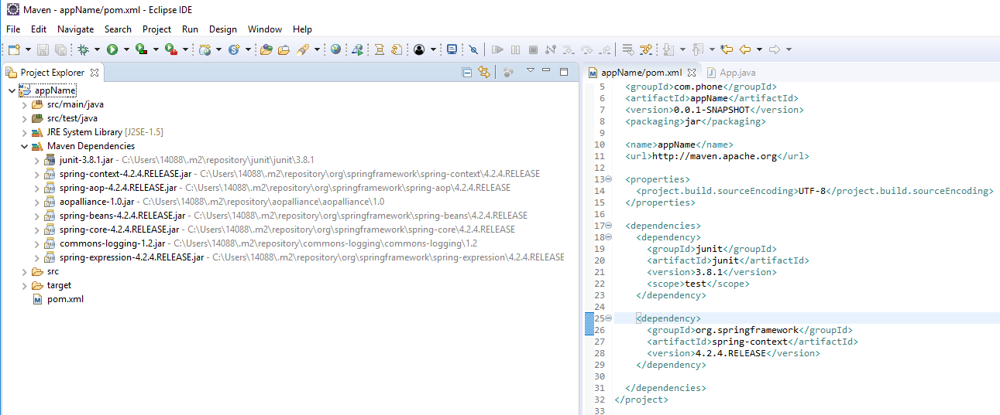 Maven - appName/pom.xml - Eclipse IDE
File Edit Navigate Search Project Run Design Window Help
Project Explorer
appName
src/main/java
src/test/java
JRE System Library [J2SE-1.5]
Maven Dependencies
junit-3.8.1.jar - C:\Users\14088\.m2\repository\junit\junit\3.8.1
spring-context-4.2.4.RELEASE.jar - C:\Users\14088\.m2\repository\org\springframework\spring-context\4.2.4.RELEASE
spring-aop-4.2.4.RELEASE.jar - C:\Users\14088\.m2\repository\org\springframework\spring-aop\4.2.4.RELEASE
aopalliance-1.0.jar - C:\Users\14088\.m2\repository\aopalliance\aopalliance\1.0
spring-beans-4.2.4.RELEASE.jar - C:\Users\14088\.m2\repository\org\springframework\spring-beans\4.2.4.RELEASE
spring-core-4.2.4.RELEASE.jar - C:\Users\14088\.m2\repository\org\springframework\spring-core\4.2.4.RELEASE
commons-logging-1.2.jar - C:\Users\14088\.m2\repository\commons-logging\commons-logging\1.2
spring-expression-4.2.4.RELEASE.jar - C:\Users\14088\.m2\repository\org\springframework\spring-expression\4.2.4.RELEASE
src
target
pom.xml
appName/pom.xml App.java
5 <groupId>com.phone</groupId>
6 <artifactId>appName</artifactId>
7 <version>0.0.1-SNAPSHOT</version>
8 <packaging>jar</packaging>
9
10 <name>appName</name>
11 <url>http://maven.apache.org</url>
12
13 <properties>
14 <project.build.sourceEncoding>UTF-8</project.build.sourceEncoding>
15 </properties>
16
17 <dependencies>
18 <dependency>
19 <groupId>junit</groupId>
20 <artifactId>junit</artifactId>
21 <version>3.8.1</version>
22 <scope>test</scope>
23 </dependency>
24
25 <dependency>
26 <groupId>org.springframework</groupId>
27 <artifactId>spring-context</artifactId>
28 <version>4.2.4.RELEASE</version>
29 </dependency>
30
31 </dependencies>
32 </project>
33